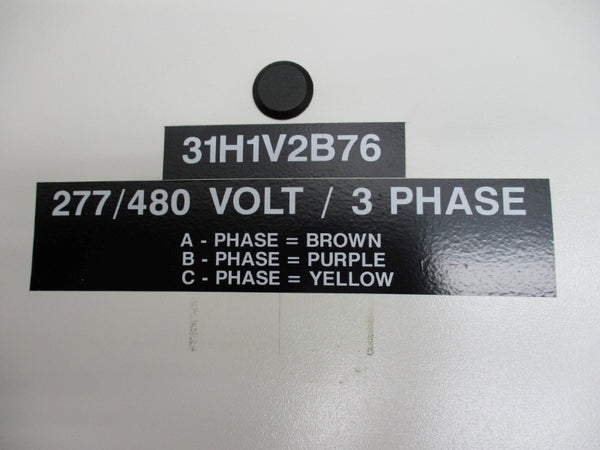 31H1V2B76
277/480 VOLT / 3 PHASE
A - PHASE = BROWN
B - PHASE = PURPLE
C - PHASE = YELLOW